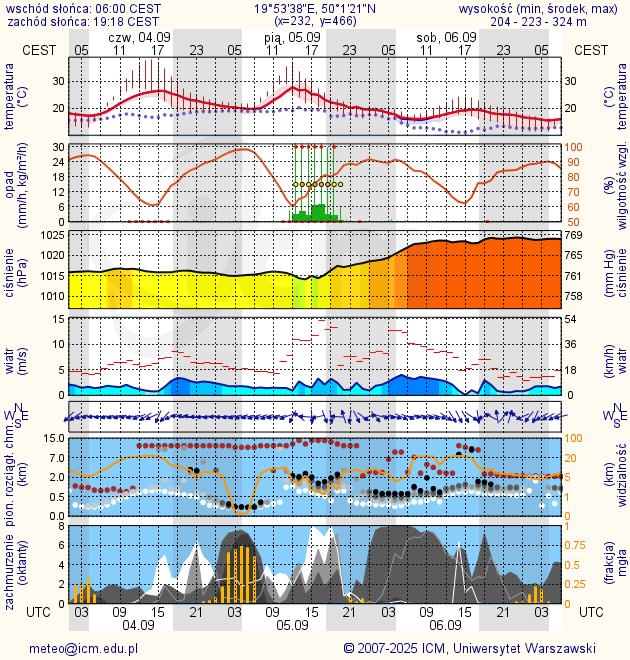 wschód słońca: 06:00 CEST 19°53'38"E, 50°1'21"N wysokość (min, środek, max)
zachód słońca: 19:18 CEST (x=232, y=466) 204 - 223 - 324 m
czw, 04.09 pią, 05.09 sob, 06.09
CEST 05 11 17 23 05 11 17 23 05 11 17 23 05 CEST
temperatura (°C) 30 20 30 20 (°C) temperatura
opad (mm/h, kg/m²/h) 30 24 18 12 6 0 100 90 80 70 60 50 (%) wilgotność wzgl.
ciśnienie (hPa) 1025 1020 1015 1010 769 765 761 758 (mm Hg) ciśnienie
wiatr (m/s) 15 10 5 0 54 36 18 0 (km/h) wiatr
N W E S N W E S
pion. rozciągł. chm. (km) 15.0 7.0 2.0 0.5 0.0 100 20 5 1 0 (km) widzialność
zachmurzenie (oktanty) 8 6 4 2 0 1 0.75 0.5 0.25 0 (frakcja) mgła
UTC 03 09 15 21 03 09 15 21 03 09 15 21 03 UTC
04.09 05.09 06.09
meteo@icm.edu.pl © 2007-2025 ICM, Uniwersytet Warszawski